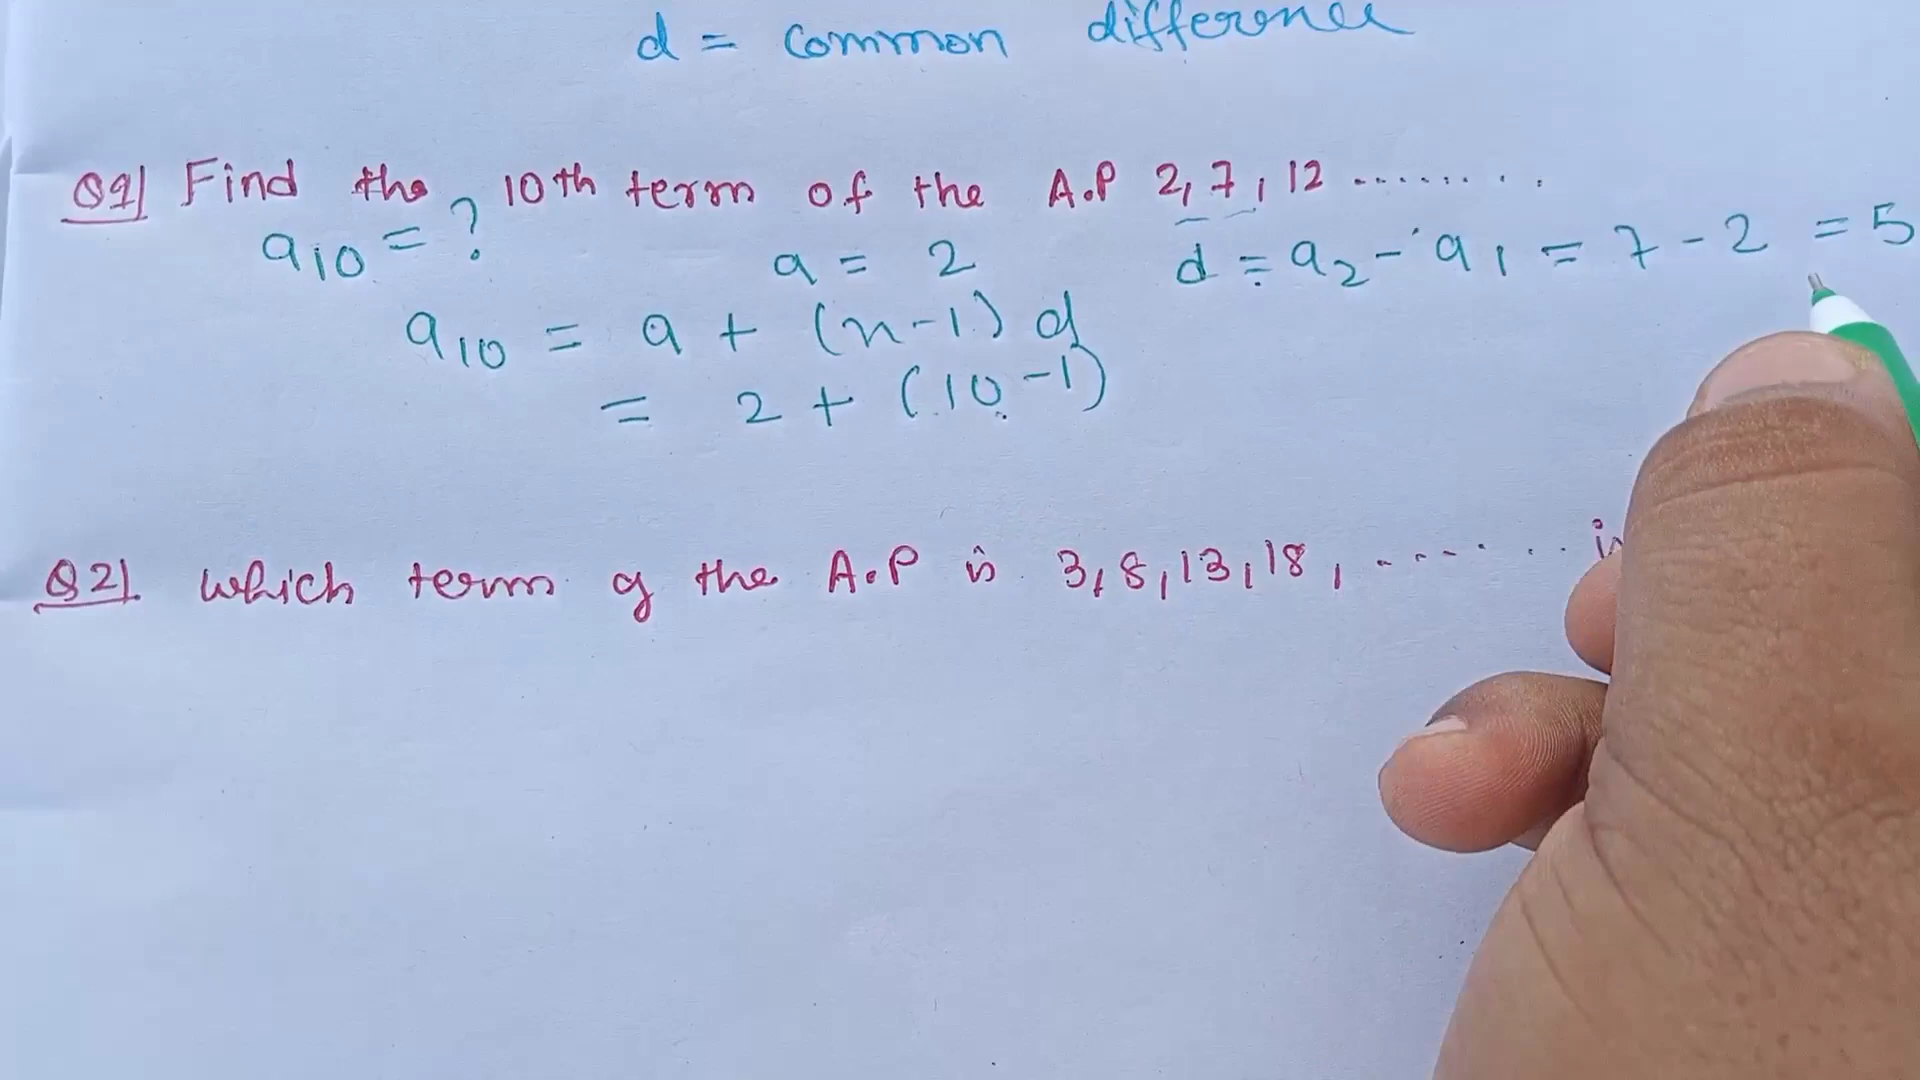 d = common difference
Q1| Find the 10th term of the A.P 2, 7, 12 .........
a10 = ? a = 2 d = a2 - a1 = 7 - 2 = 5
a10 = a + (n-1) d
= 2 + (10-1)
Q2| which term of the A.P is 3, 8, 13, 18, ....... i